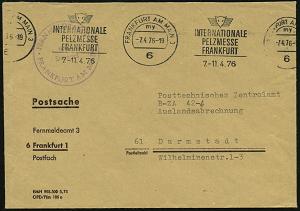 INTERNATIONALE
PELZMESSE
FRANKFURT
7-11.4.76
FRANKFURT AM MAIN 3
my
-7.4.76-19
6
INTERNATIONALE
PELZMESSE
FRANKFURT
7-11.4.76
Postsache
Fernmeldeamt 3
6 Frankfurt 1
Postfach
Posttechnisches Zentralamt
B-ZA 42-4
Auslandsabrechnung
61 Darmstadt
Postleitzahl
Wilhelminenstr.1-3